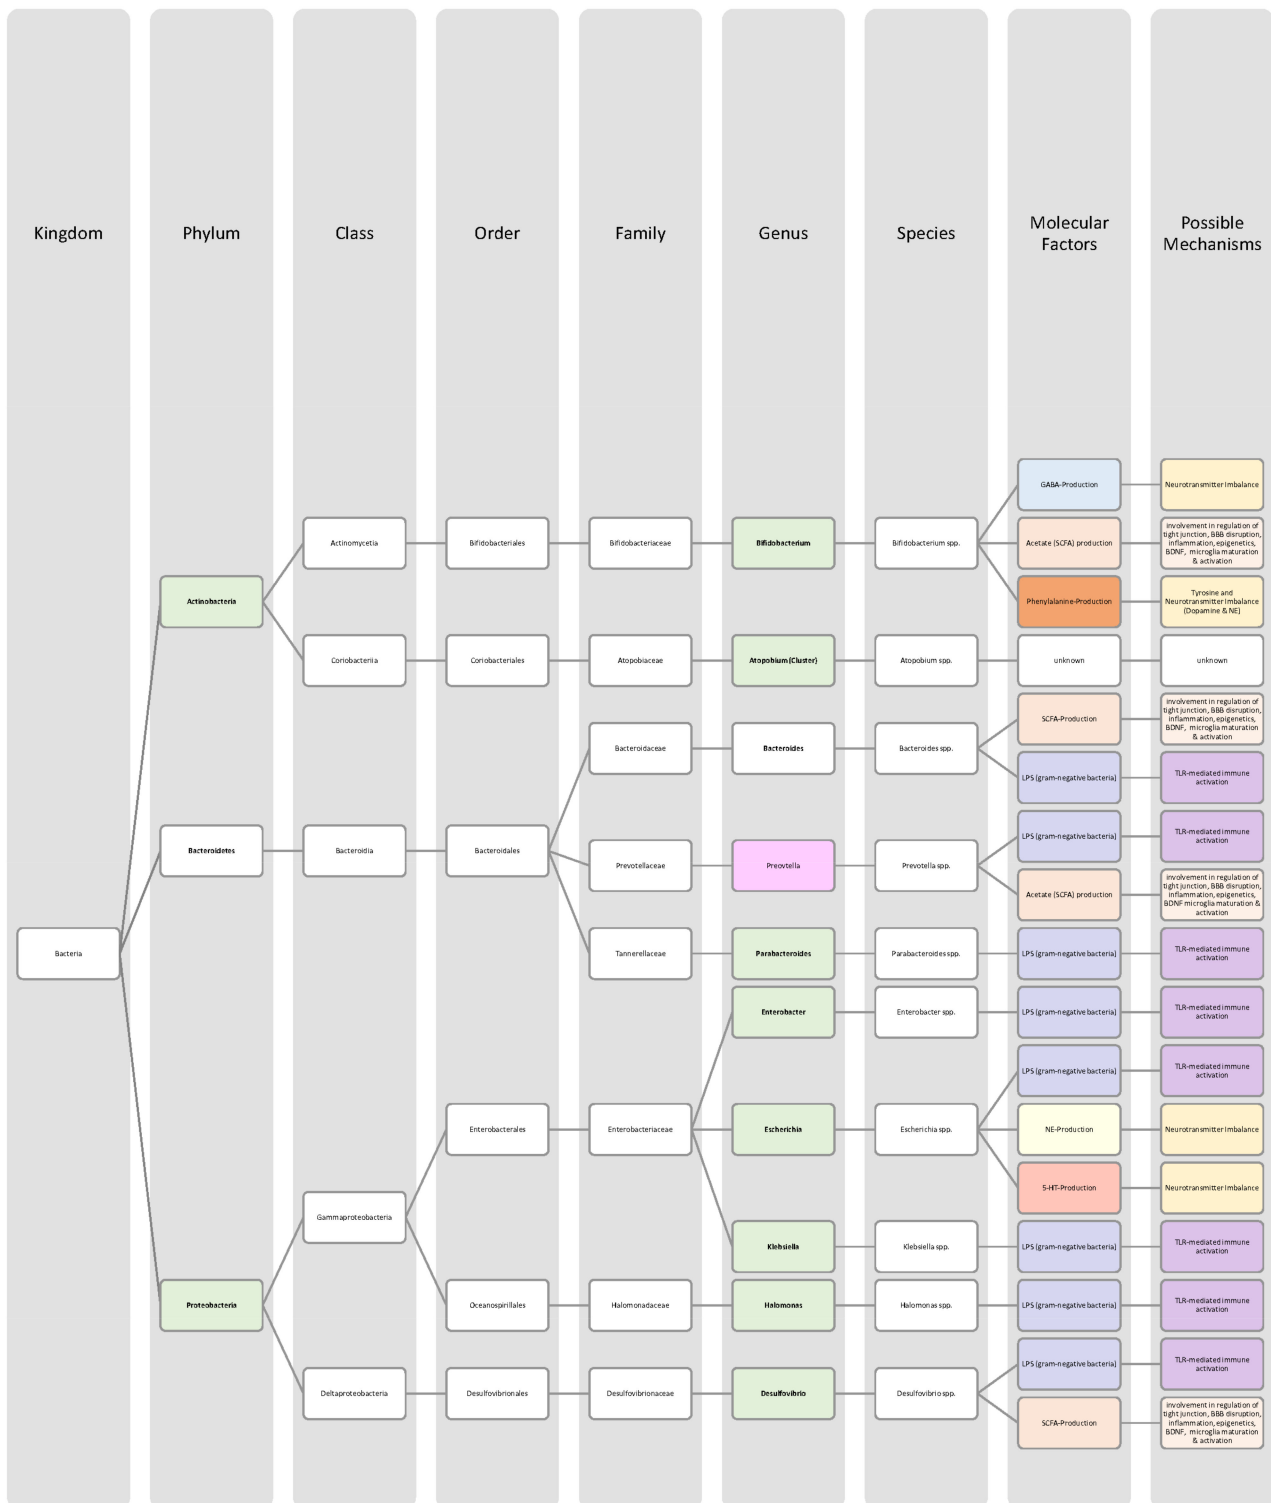 Kingdom
Phylum
Class
Order
Family
Genus
Species
Molecular
Factors
Possible
Mechanisms
GABA-Production
Neurotransmitter Imbalance
Actinomycetia
Bifidobacteriales
Bifidobacteriaceae
Bifidobacterium
Bifidobacterium spp.
Acetate (SCFA) production
involvement in regulation of
tight junction, BBB disruption,
inflammation, epigenetics,
BDNF, microglia maturation
& activation
Actinobacteria
Phenylalanine-Production
Tyrosine and
Neurotransmitter Imbalance
(Dopamine & NE)
Coriobacteriia
Coriobacteriales
Atopobiaceae
Atopobium (Cluster)
Atopobium spp.
unknown
unknown
SCFA-Production
involvement in regulation of
tight junction, BBB disruption,
inflammation, epigenetics,
BDNF, microglia maturation
& activation
Bacteroidaceae
Bacteroides
Bacteroides spp.
LPS (gram-negative bacteria)
TLR-mediated immune
activation
LPS (gram-negative bacteria)
TLR-mediated immune
activation
Bacteroidetes
Bacteroidia
Bacteroidales
Prevotellaceae
Preovtella
Prevotella spp.
Acetate (SCFA) production
involvement in regulation of
tight junction, BBB disruption,
inflammation, epigenetics,
BDNF microglia maturation &
activation
Bacteria
Tannerellaceae
Parabacteroides
Parabacteroides spp.
LPS (gram-negative bacteria)
TLR-mediated immune
activation
Enterobacter
Enterobacter spp.
LPS (gram-negative bacteria)
TLR-mediated immune
activation
LPS (gram-negative bacteria)
TLR-mediated immune
activation
Enterobacterales
Enterobacteriaceae
Escherichia
Escherichia spp.
NE-Production
Neurotransmitter Imbalance
5-HT-Production
Neurotransmitter Imbalance
Gammaproteobacteria
Klebsiella
Klebsiella spp.
LPS (gram-negative bacteria)
TLR-mediated immune
activation
Proteobacteria
Oceanospirillales
Halomonadaceae
Halomonas
Halomonas spp.
LPS (gram-negative bacteria)
TLR-mediated immune
activation
LPS (gram-negative bacteria)
TLR-mediated immune
activation
Deltaproteobacteria
Desulfovibrionales
Desulfovibrionaceae
Desulfovibrio
Desulfovibrio spp.
SCFA-Production
involvement in regulation of
tight junction, BBB disruption,
inflammation, epigenetics,
BDNF, microglia maturation
& activation